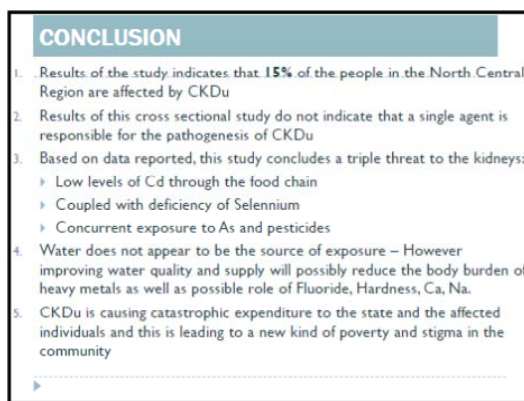 CONCLUSION
1. Results of the study indicates that 15% of the people in the North Central
Region are affected by CKDu
2. Results of this cross sectional study do not indicate that a single agent is
responsible for the pathogenesis of CKDu
3. Based on data reported, this study concludes a triple threat to the kidneys:
Low levels of Cd through the food chain
Coupled with deficiency of Selennium
Concurrent exposure to As and pesticides
4. Water does not appear to be the source of exposure – However
improving water quality and supply will possibly reduce the body burden of
heavy metals as well as possible role of Fluoride, Hardness, Ca, Na.
5. CKDu is causing catastrophic expenditure to the state and the affected
individuals and this is leading to a new kind of poverty and stigma in the
community